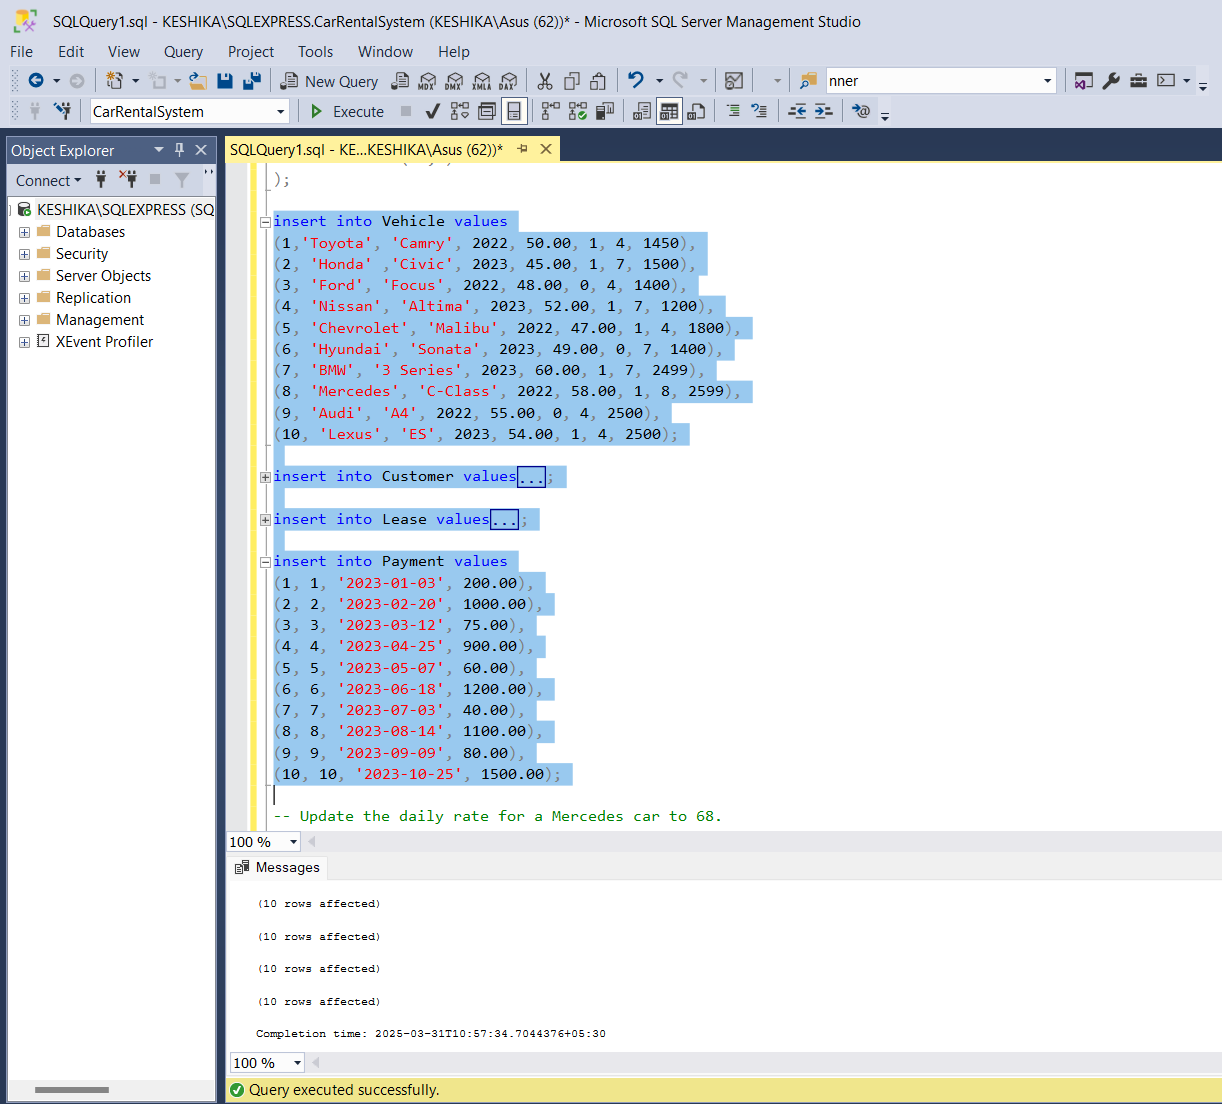 SQLQuery1.sql - KESHIKA\SQLEXPRESS.CarRentalSystem (KESHIKA\Asus (62))* - Microsoft SQL Server Management Studio
File Edit View Query Project Tools Window Help
New Query MDX DMX XMLA DAX nner
CarRentalSystem Execute
Object Explorer
SQLQuery1.sql - KE...KESHIKA\Asus (62))*
Connect
KESHIKA\SQLEXPRESS (SQ
Databases
Security
Server Objects
Replication
Management
XEvent Profiler
);
insert into Vehicle values
(1,'Toyota', 'Camry', 2022, 50.00, 1, 4, 1450),
(2, 'Honda' ,'Civic', 2023, 45.00, 1, 7, 1500),
(3, 'Ford', 'Focus', 2022, 48.00, 0, 4, 1400),
(4, 'Nissan', 'Altima', 2023, 52.00, 1, 7, 1200),
(5, 'Chevrolet', 'Malibu', 2022, 47.00, 1, 4, 1800),
(6, 'Hyundai', 'Sonata', 2023, 49.00, 0, 7, 1400),
(7, 'BMW', '3 Series', 2023, 60.00, 1, 7, 2499),
(8, 'Mercedes', 'C-Class', 2022, 58.00, 1, 8, 2599),
(9, 'Audi', 'A4', 2022, 55.00, 0, 4, 2500),
(10, 'Lexus', 'ES', 2023, 54.00, 1, 4, 2500);
insert into Customer values...;
insert into Lease values...;
insert into Payment values
(1, 1, '2023-01-03', 200.00),
(2, 2, '2023-02-20', 1000.00),
(3, 3, '2023-03-12', 75.00),
(4, 4, '2023-04-25', 900.00),
(5, 5, '2023-05-07', 60.00),
(6, 6, '2023-06-18', 1200.00),
(7, 7, '2023-07-03', 40.00),
(8, 8, '2023-08-14', 1100.00),
(9, 9, '2023-09-09', 80.00),
(10, 10, '2023-10-25', 1500.00);
-- Update the daily rate for a Mercedes car to 68.
100 %
Messages
(10 rows affected)
(10 rows affected)
(10 rows affected)
(10 rows affected)
Completion time: 2025-03-31T10:57:34.7044376+05:30
100 %
Query executed successfully.